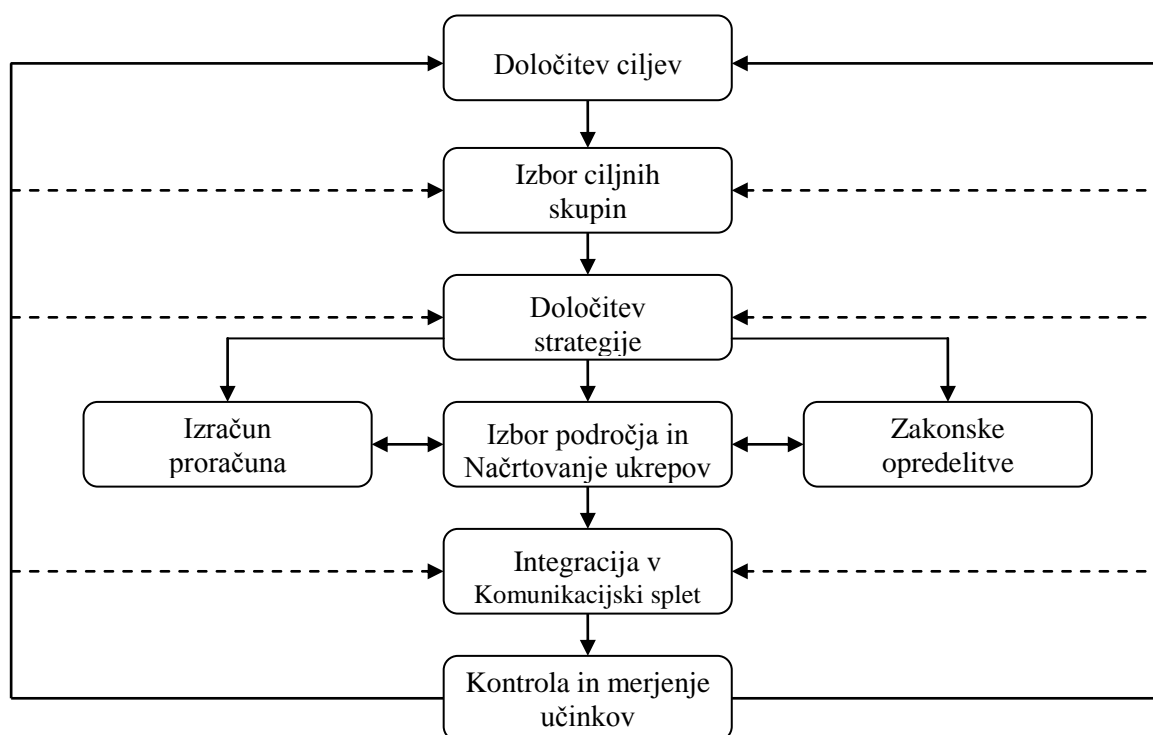 Določitev ciljev
Izbor ciljnih
skupin
Določitev
strategije
Izračun
proračuna
Izbor področja in
Načrtovanje ukrepov
Zakonske
opredelitve
Integracija v
Komunikacijski splet
Kontrola in merjenje
učinkov